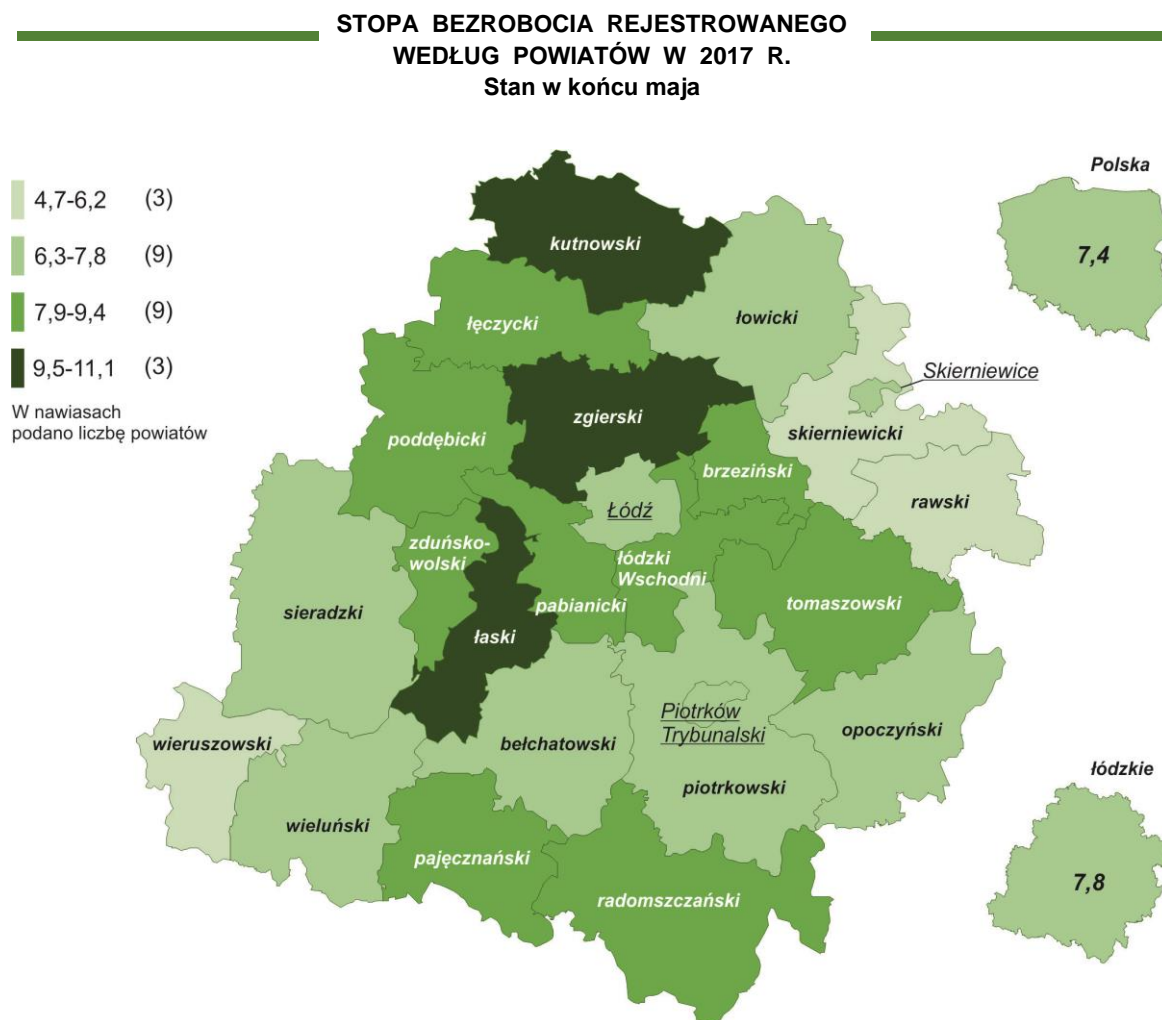 STOPA BEZROBOCIA REJESTROWANEGO
WEDŁUG POWIATÓW W 2017 R.
Stan w końcu maja
4,7-6,2 (3)
6,3-7,8 (9)
7,9-9,4 (9)
9,5-11,1 (3)
W nawiasach
podano liczbę powiatów
Polska
7,4
kutnowski
łęczycki
łowicki
Skierniewice
zgierski
skierniewicki
poddębicki
brzeziński
rawski
Łódź
zduńsko-
wolski
łódzki
Wschodni
sieradzki
pabianicki
tomaszowski
łaski
Piotrków
Trybunalski
wieruszowski
bełchatowski
opoczyński
piotrkowski
wieluński
pajęcznański
radomszczański
łódzkie
7,8